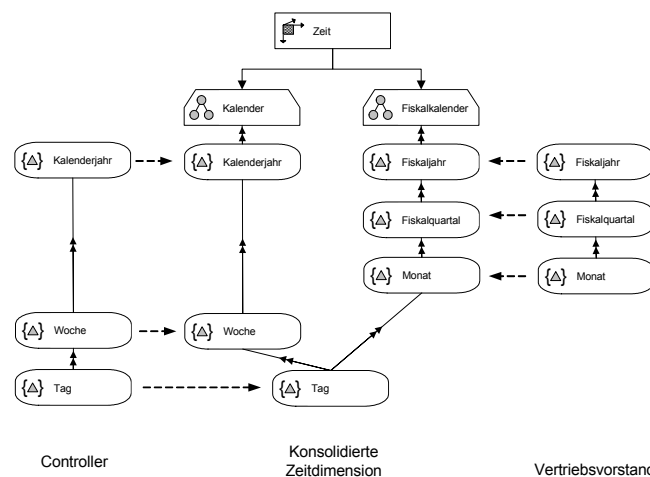 Zeit
Kalender
Fiskalkalender
Kalenderjahr
Kalenderjahr
Fiskaljahr
Fiskaljahr
Fiskalquartal
Fiskalquartal
Monat
Monat
Woche
Woche
Tag
Tag
Controller
Konsolidierte
Zeitdimension
Vertriebsvorstand